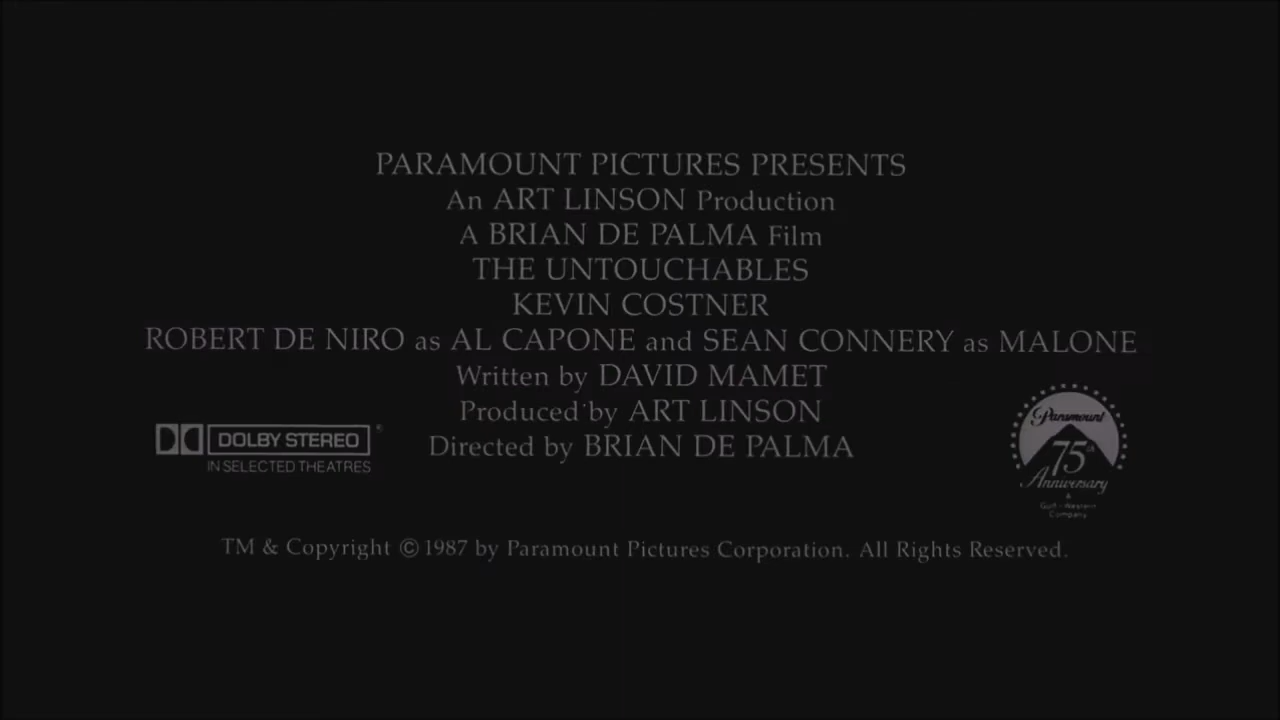 PARAMOUNT PICTURES PRESENTS
An ART LINSON Production
A BRIAN DE PALMA Film
THE UNTOUCHABLES
KEVIN COSTNER
ROBERT DE NIRO as AL CAPONE and SEAN CONNERY as MALONE
Written by DAVID MAMET
Produced by ART LINSON
Directed by BRIAN DE PALMA
DOLBY STEREO ®
IN SELECTED THEATRES
Paramount
75th
Anniversary
A
Gulf + Western
Company
TM & Copyright © 1987 by Paramount Pictures Corporation. All Rights Reserved.